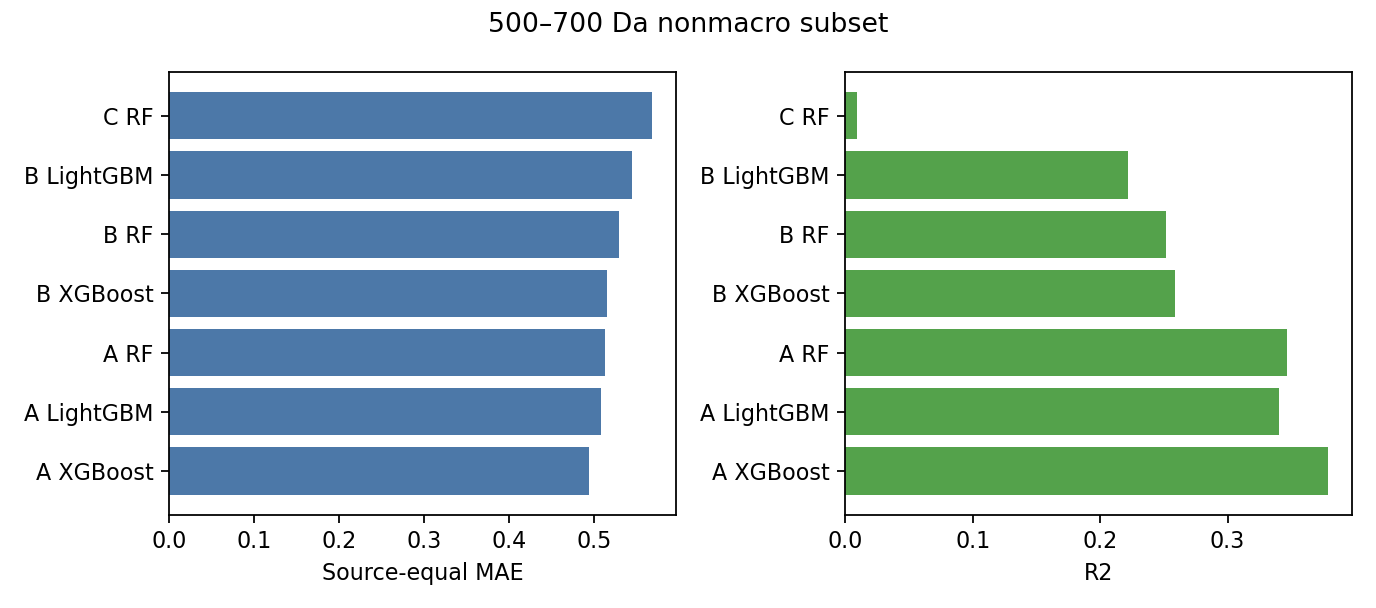 500–700 Da nonmacro subset
C RF
B LightGBM
B RF
B XGBoost
A RF
A LightGBM
A XGBoost
0.0 0.1 0.2 0.3 0.4 0.5
Source-equal MAE
C RF
B LightGBM
B RF
B XGBoost
A RF
A LightGBM
A XGBoost
0.0 0.1 0.2 0.3
R2